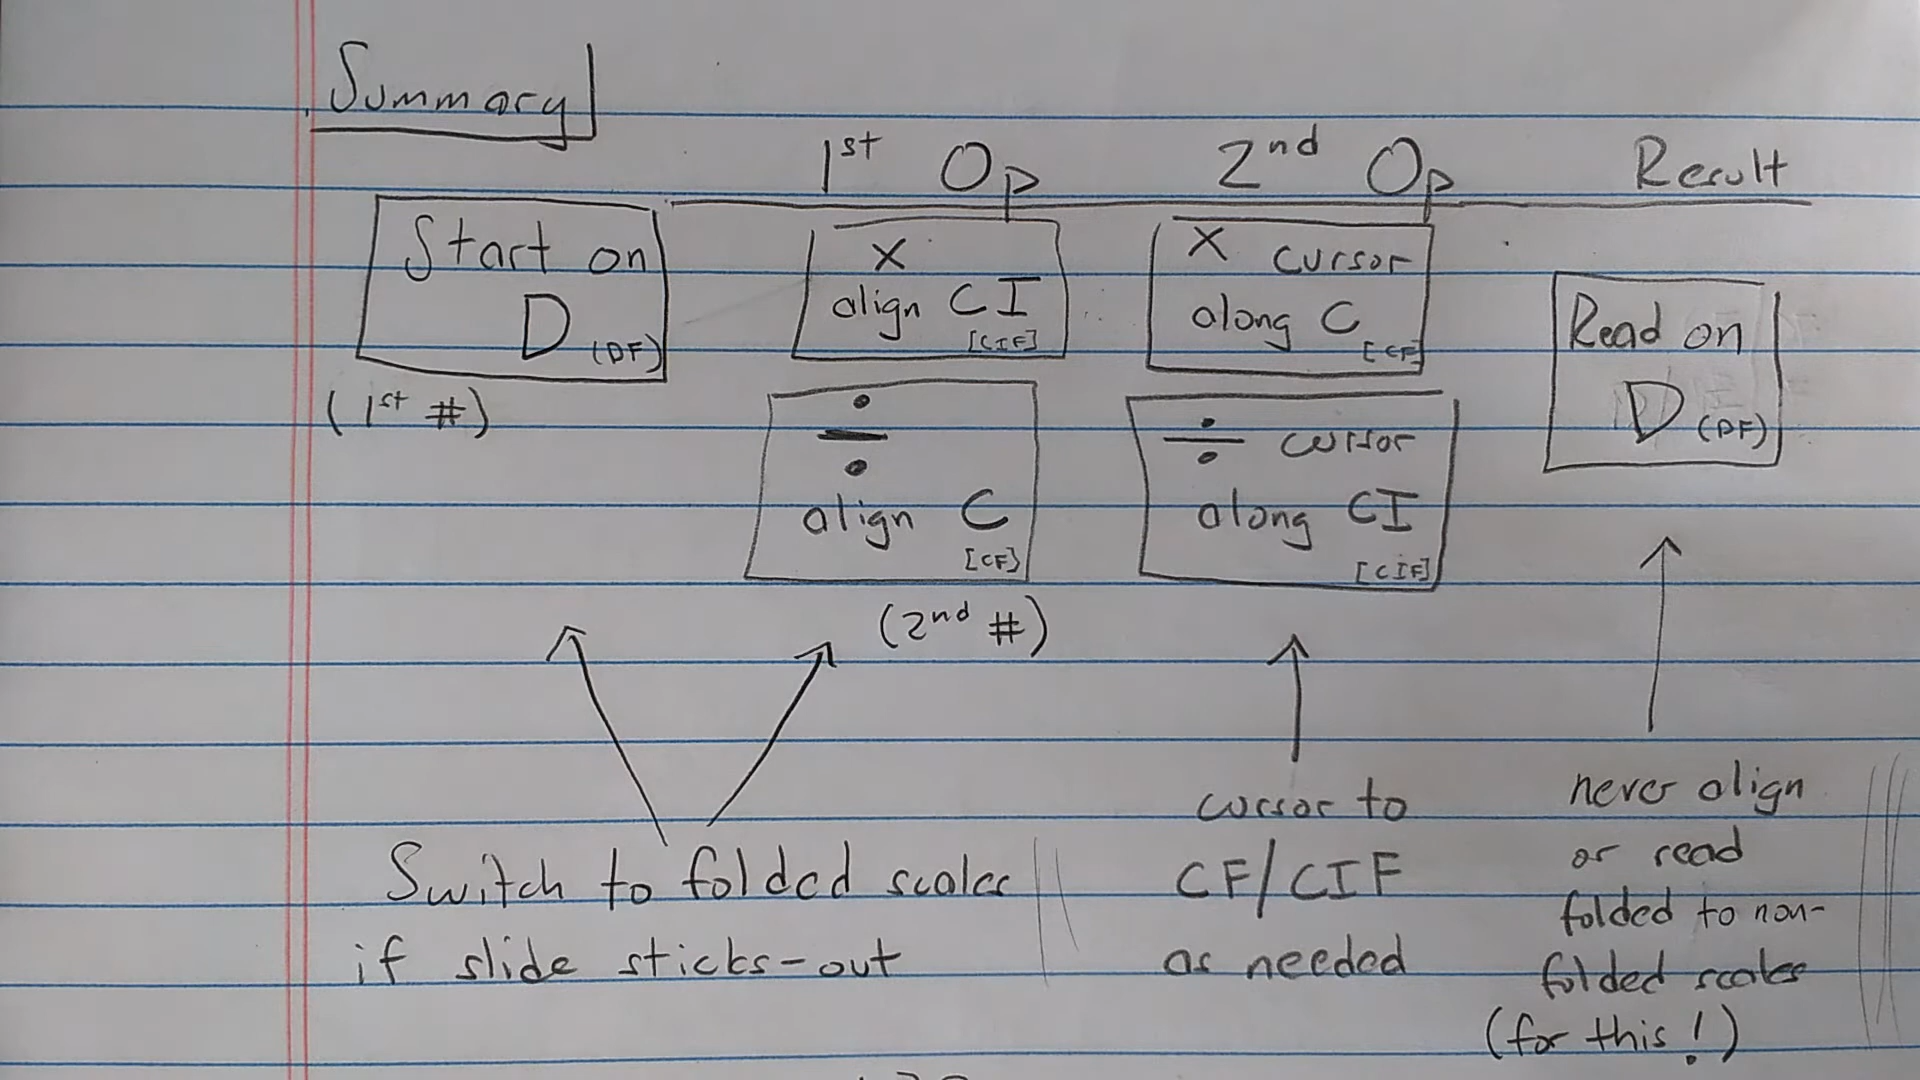 Summary
1st Op 2nd Op Result
Start on
D (DF)
(1st #)
X
align CI
[CIF]
X cursor
along C
[CF]
Read on
D (DF)
÷
align C
[CF]
(2nd #)
÷ cursor
along CI
[CIF]
Switch to folded scales
if slide sticks-out
cursor to
CF/CIF
as needed
never align
or read
folded to non-
folded scales
(for this!)